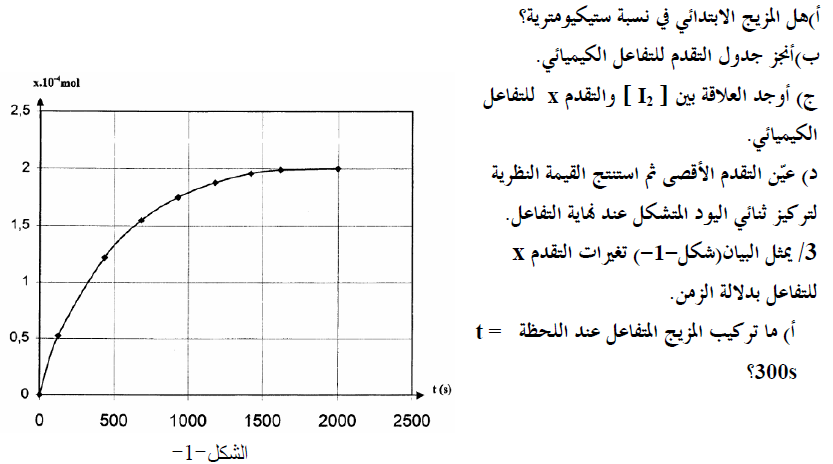 أ)هل المزيج الابتدائي في نسبة ستيكيومترية؟
ب)أنجز جدول التقدم للتفاعل الكيميائي.
ج) أوجد العلاقة بين [ I₂ ] والتقدم x للتفاعل
الكيميائي.
د) عيّن التقدم الأقصى ثم استنتج القيمة النظرية
لتركيز ثنائي اليود المتشكل عند نهاية التفاعل.
3/ يمثل البيان(شكل-1-) تغيرات التقدم x
للتفاعل بدلالة الزمن.
أ) ما تركيب المزيج المتفاعل عند اللحظة t =
300s؟
x.10⁻⁴mol
2,5
2
1,5
1
0,5
0
0 500 1000 1500 2000 2500
t (s)
الشكل-1-